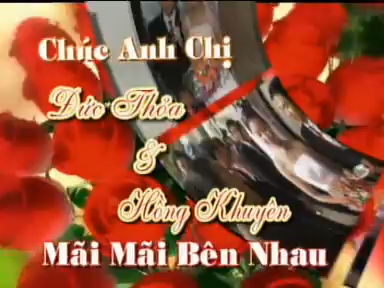 Chúc Anh Chị
Đức Thỏa
&
Hồng Khuyên
Mãi Mãi Bên Nhau